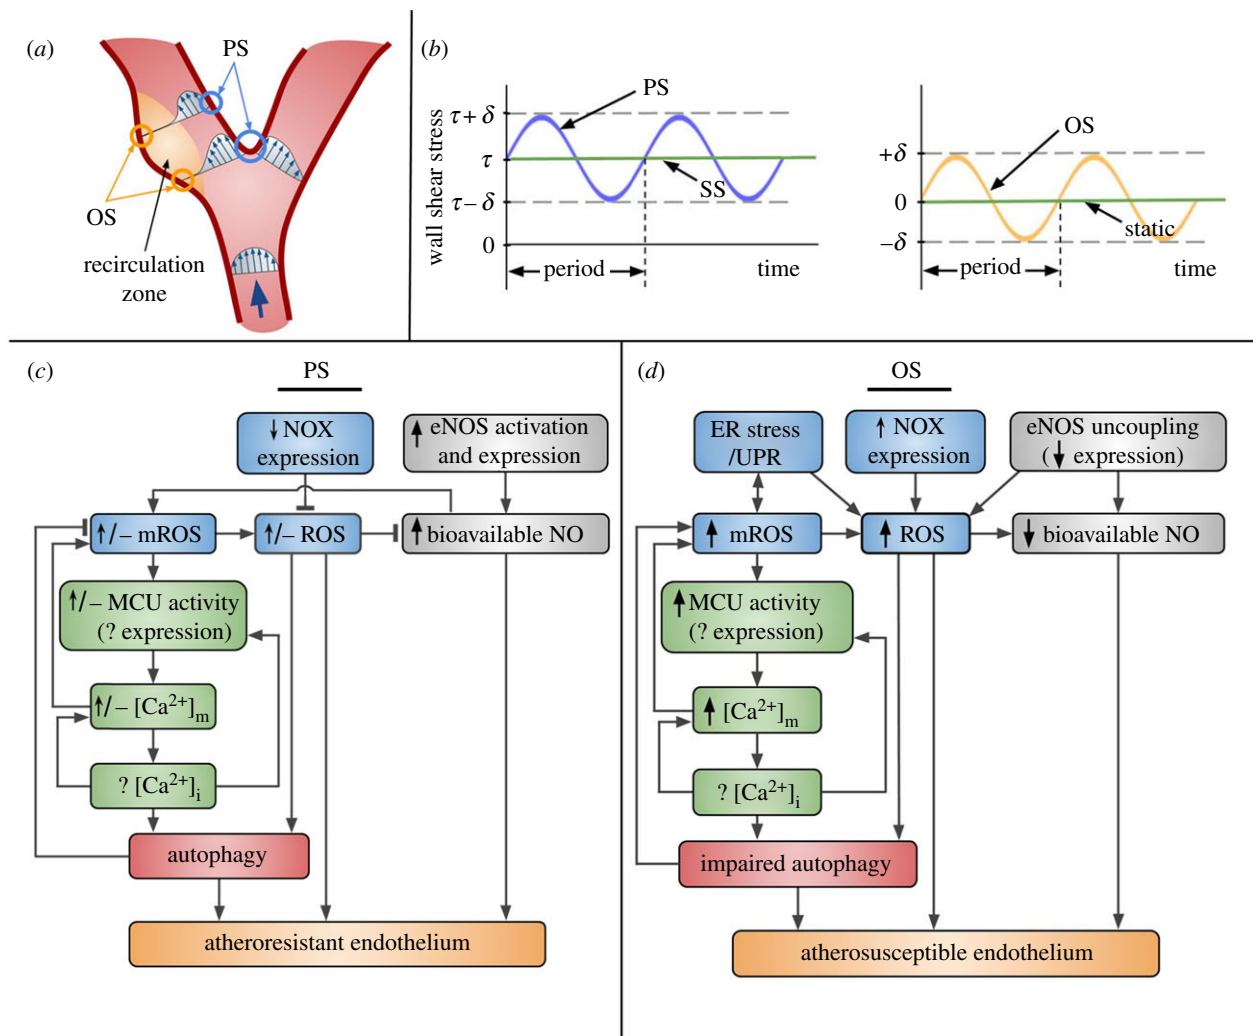 (a)
PS
OS
recirculation
zone
(b)
wall shear stress
τ + δ
τ
τ – δ
0
PS
SS
period
time
+δ
0
–δ
OS
static
period
time
(c)
PS
↓ NOX
expression
↑ eNOS activation
and expression
↑/– mROS
↑/– ROS
↑ bioavailable NO
↑/– MCU activity
(? expression)
↑/– [Ca²⁺]ₘ
? [Ca²⁺]ᵢ
autophagy
atheroresistant endothelium
(d)
OS
ER stress
/UPR
↑ NOX
expression
eNOS uncoupling
(↓ expression)
↑ mROS
↑ ROS
↓ bioavailable NO
↑ MCU activity
(? expression)
↑ [Ca²⁺]ₘ
? [Ca²⁺]ᵢ
impaired autophagy
atherosusceptible endothelium